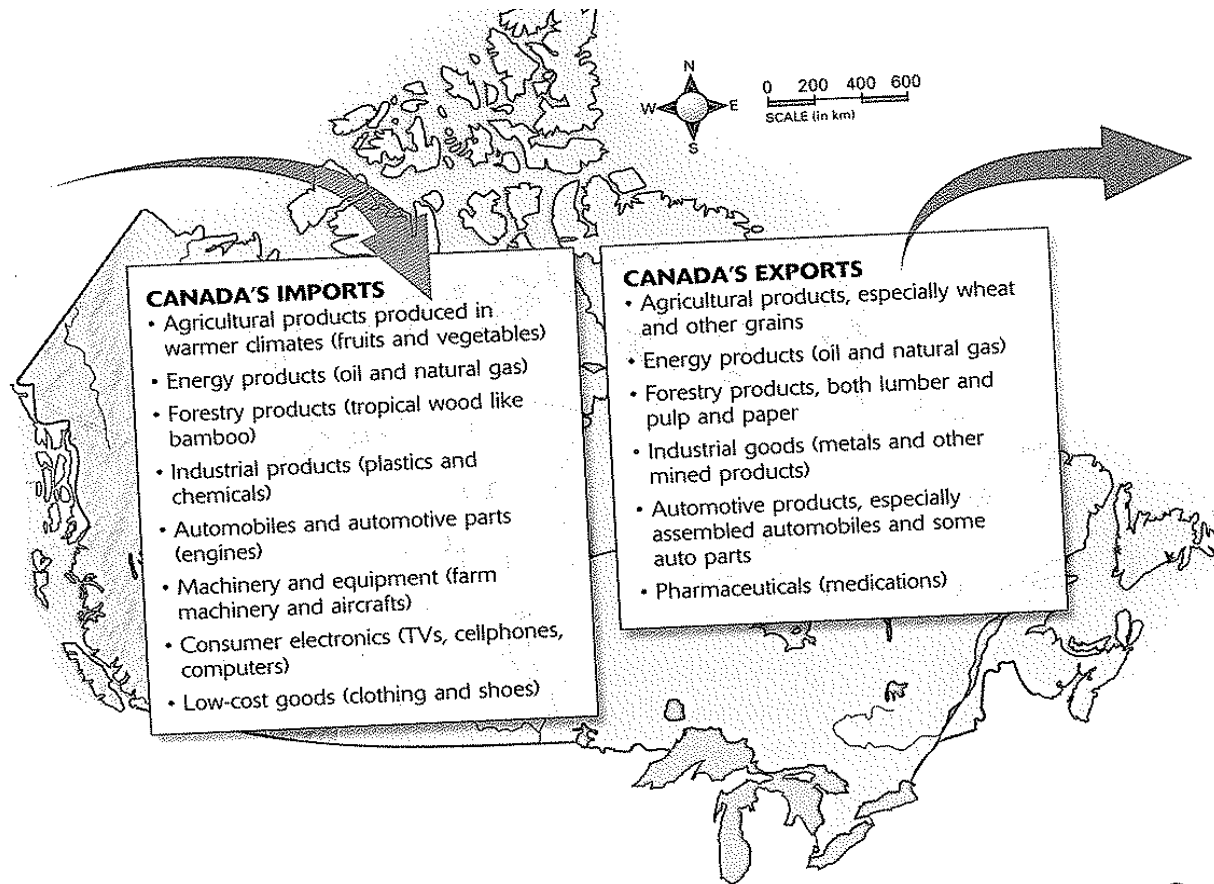 N
W E
S
0 200 400 600
SCALE (in km)
CANADA'S IMPORTS
• Agricultural products produced in
warmer climates (fruits and vegetables)
• Energy products (oil and natural gas)
• Forestry products (tropical wood like
bamboo)
• Industrial products (plastics and
chemicals)
• Automobiles and automotive parts
(engines)
• Machinery and equipment (farm
machinery and aircrafts)
• Consumer electronics (TVs, cellphones,
computers)
• Low-cost goods (clothing and shoes)
CANADA'S EXPORTS
• Agricultural products, especially wheat
and other grains
• Energy products (oil and natural gas)
• Forestry products, both lumber and
pulp and paper
• Industrial goods (metals and other
mined products)
• Automotive products, especially
assembled automobiles and some
auto parts
• Pharmaceuticals (medications)